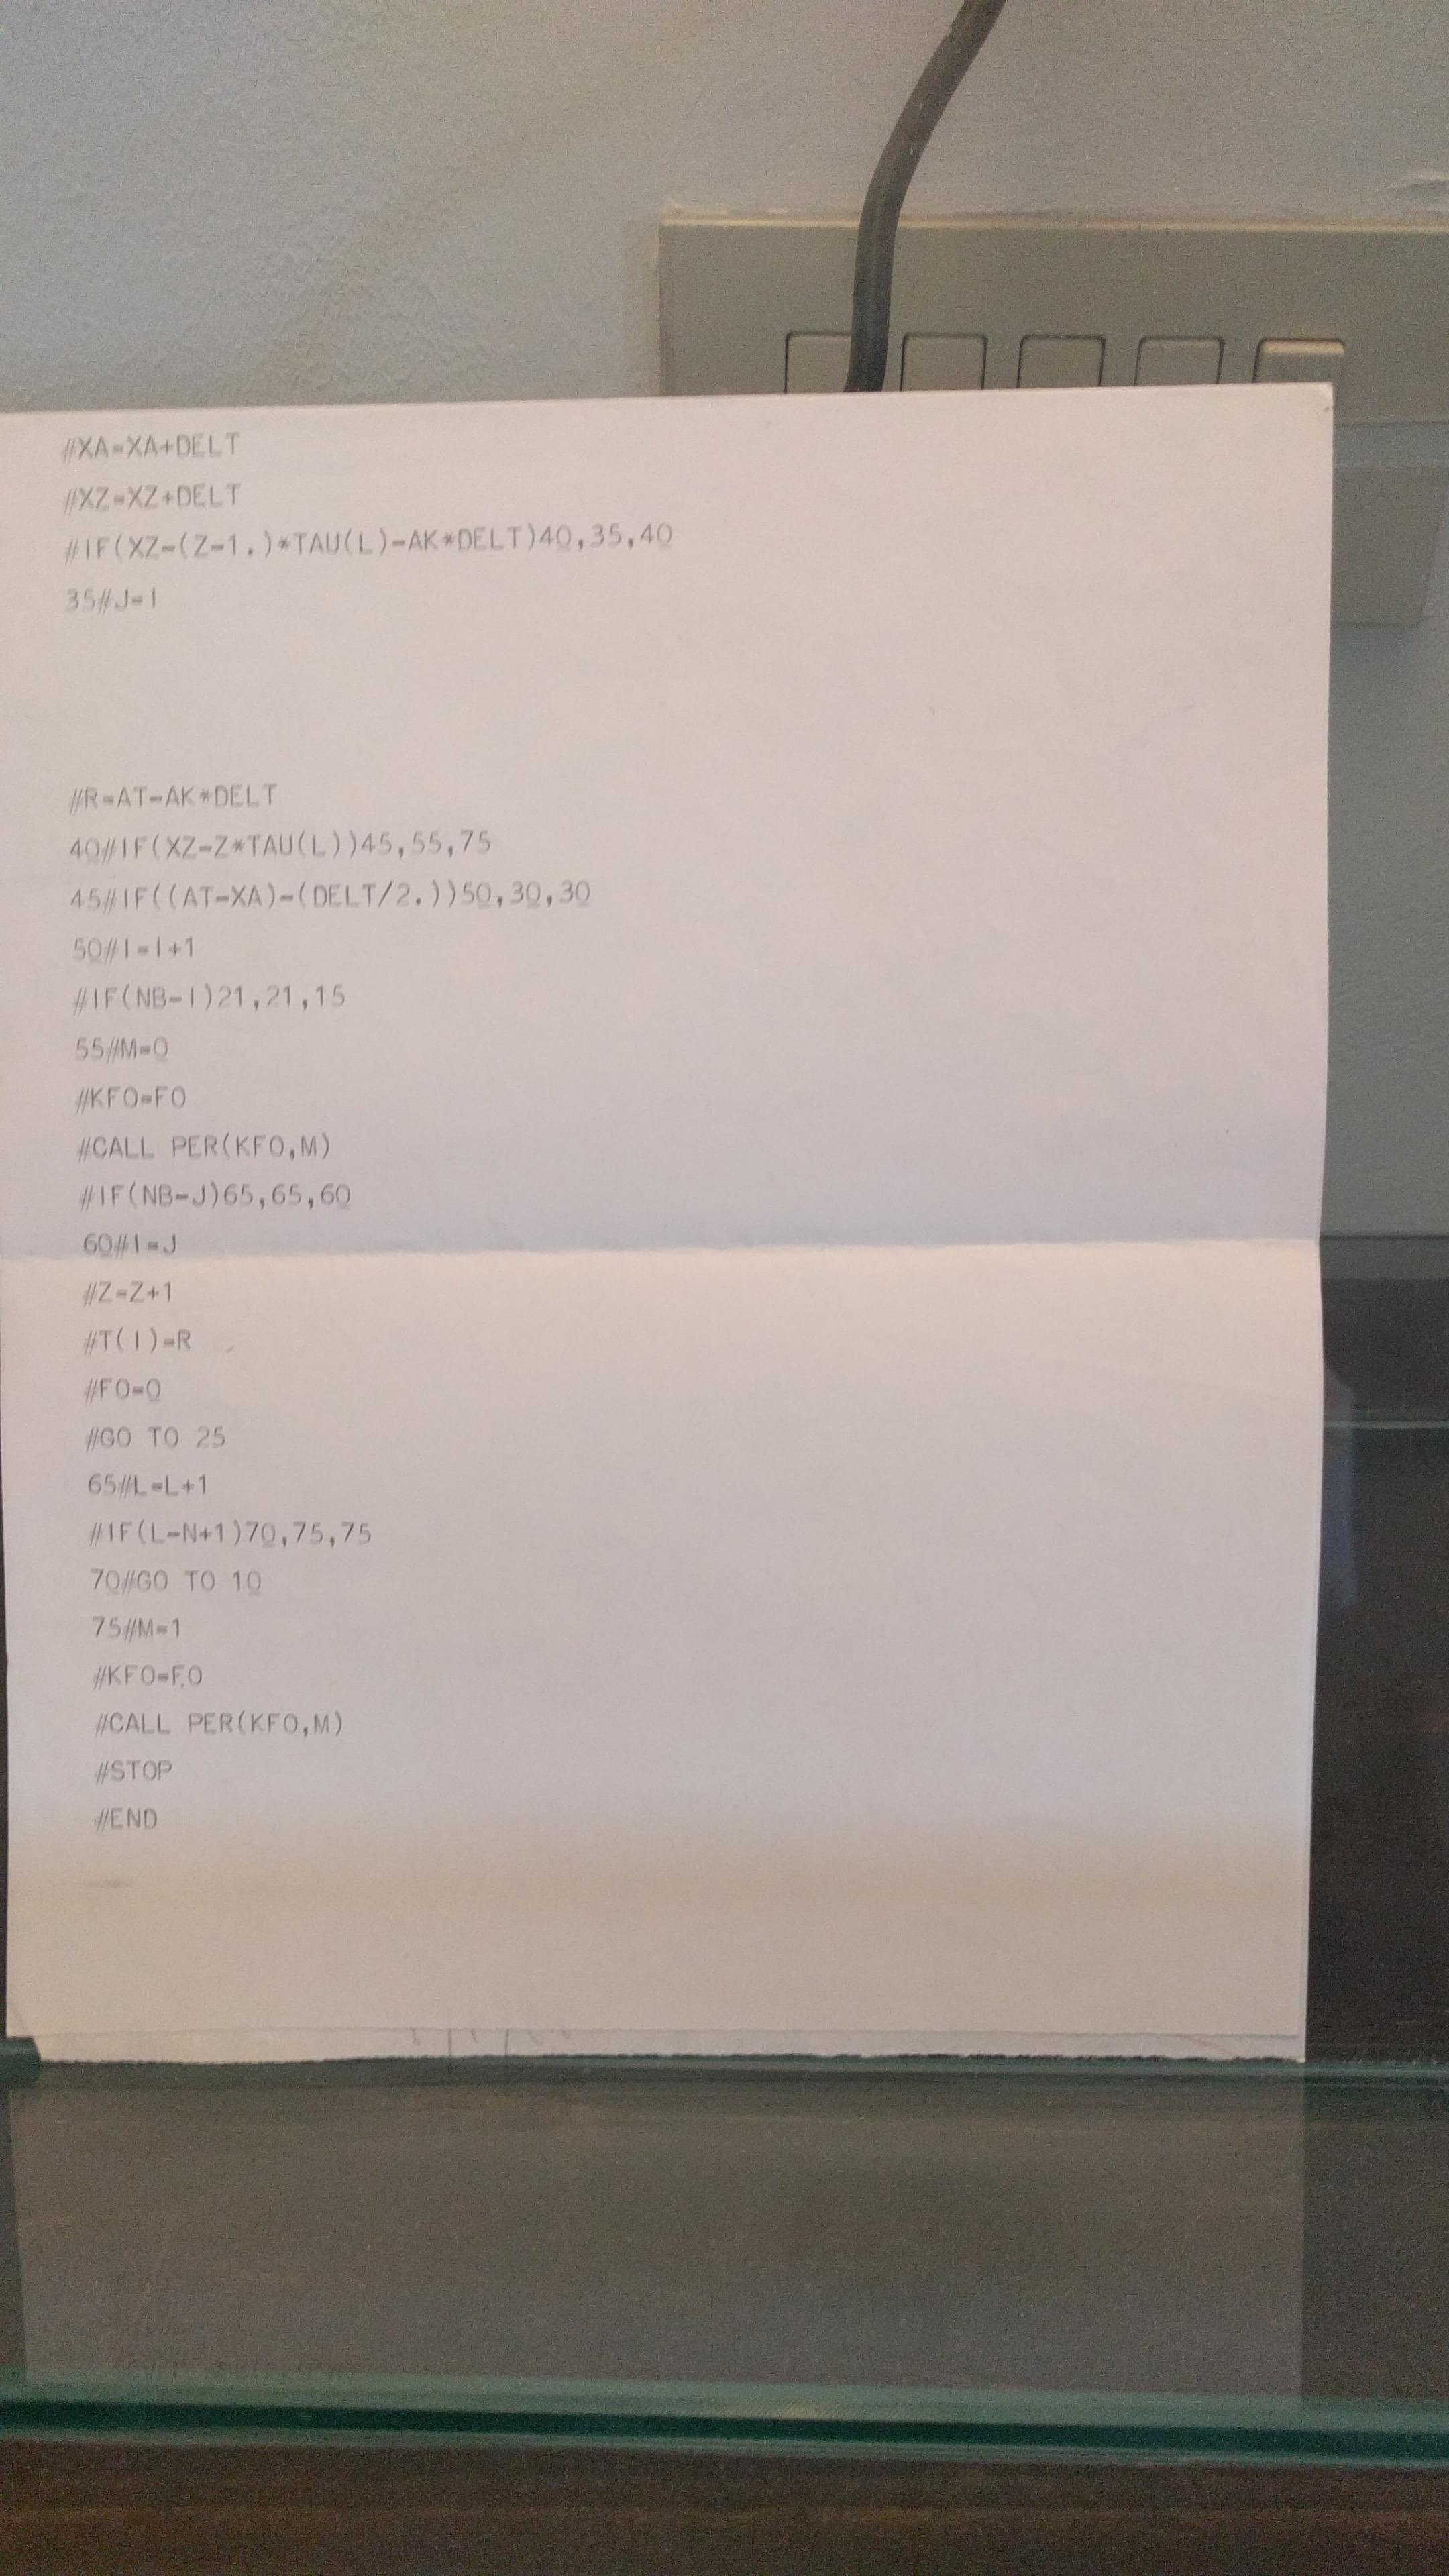 #XA=XA+DELT
#XZ=XZ+DELT
#IF(XZ-(Z-1.)*TAU(L)-AK*DELT)40,35,40
35#J=I
#R=AT-AK*DELT
40#IF(XZ-Z*TAU(L))45,55,75
45#IF((AT-XA)-(DELT/2.))50,30,30
50#I=I+1
#IF(NB-I)21,21,15
55#M=0
#KFO=FO
#CALL PER(KFO,M)
#IF(NB-J)65,65,60
60#I=J
#Z=Z+1
#T(I)=R
#FO=0
#GO TO 25
65#L=L+1
#IF(L-N+1)70,75,75
70#GO TO 10
75#M=1
#KFO=FO
#CALL PER(KFO,M)
#STOP
#END